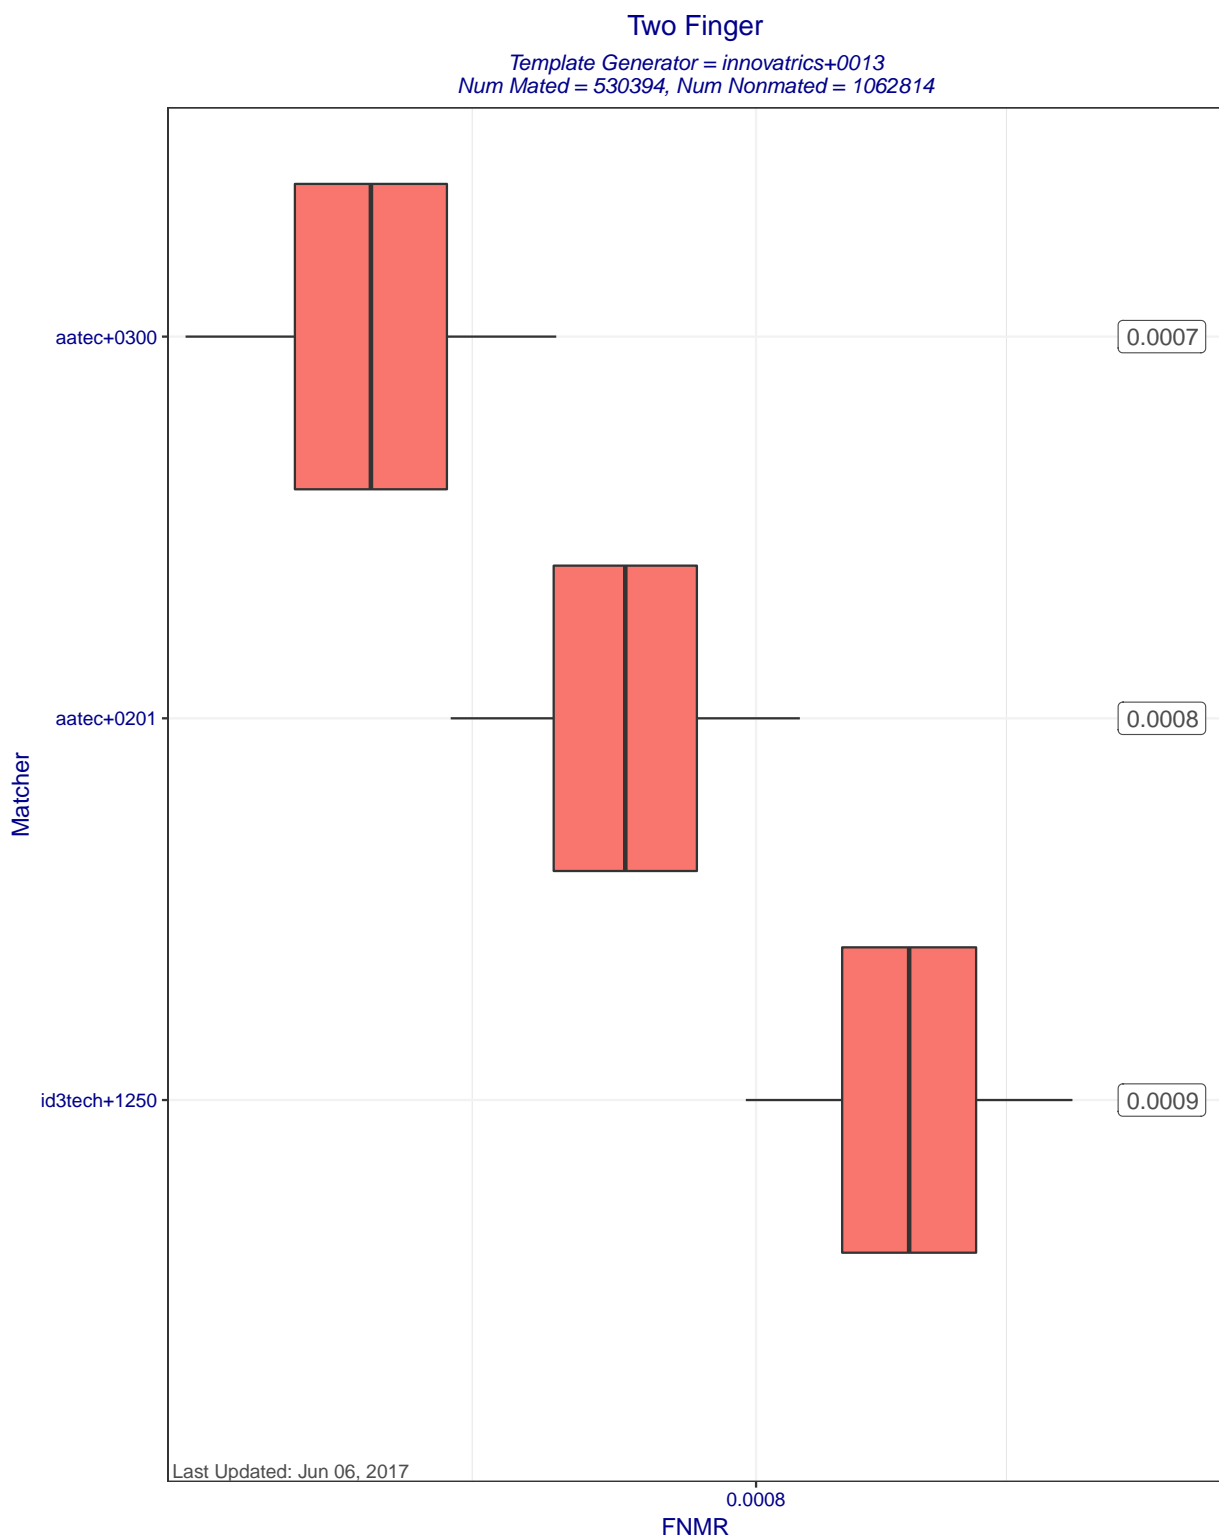 Two Finger
Template Generator = innovatrics+0013
Num Mated = 530394, Num Nonmated = 1062814
aatec+0300
0.0007
aatec+0201
0.0008
Matcher
id3tech+1250
0.0009
Last Updated: Jun 06, 2017
0.0008
FNMR